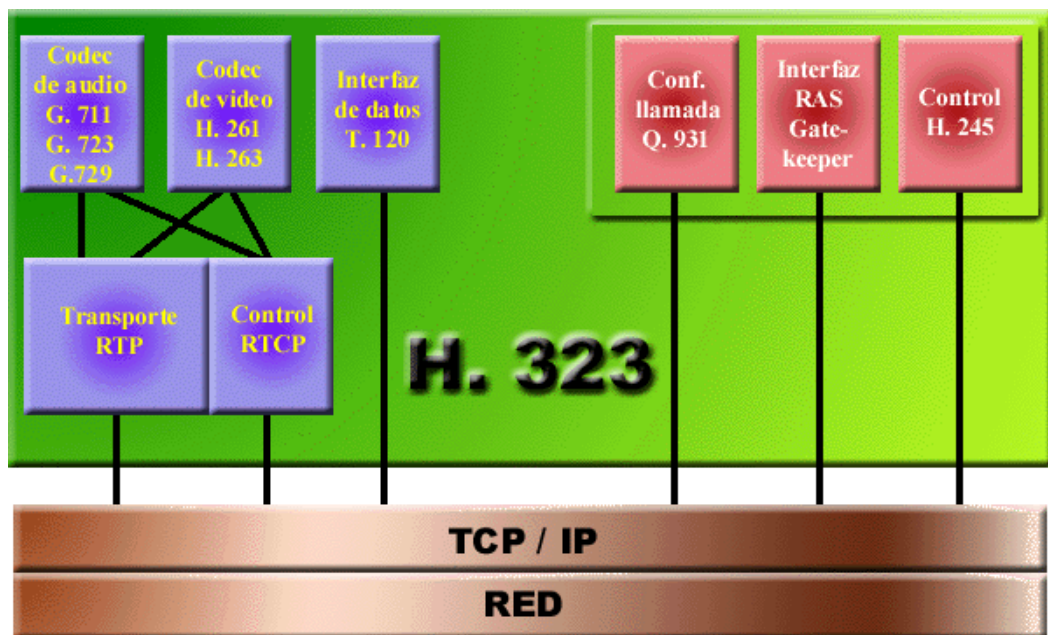 Codec
de audio
G. 711
G. 723
G.729
Codec
de video
H. 261
H. 263
Interfaz
de datos
T. 120
Conf.
llamada
Q. 931
Interfaz
RAS
Gate-
keeper
Control
H. 245
Transporte
RTP
Control
RTCP
H. 323
TCP / IP
RED